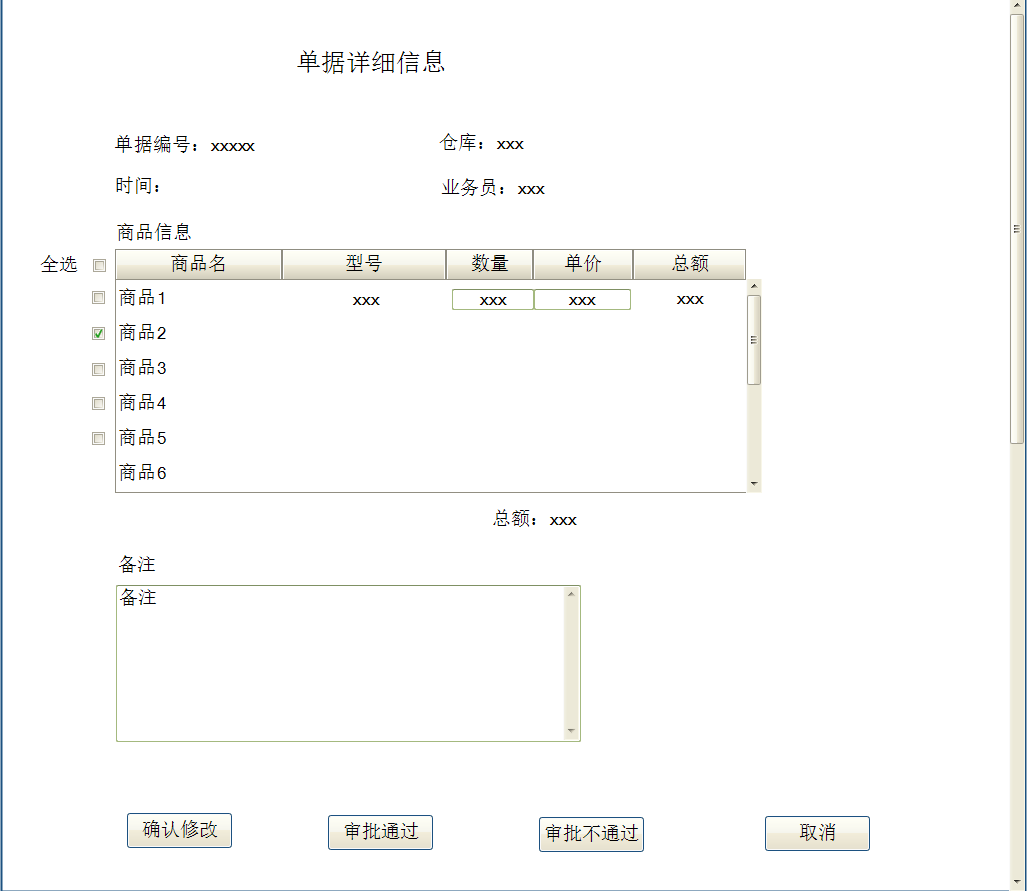 单据详细信息
单据编号：xxxxx 仓库：xxx
时间： 业务员：xxx
商品信息
全选 商品名 型号 数量 单价 总额
商品1 xxx xxx xxx xxx
商品2
商品3
商品4
商品5
商品6
总额：xxx
备注
备注
确认修改 审批通过 审批不通过 取消